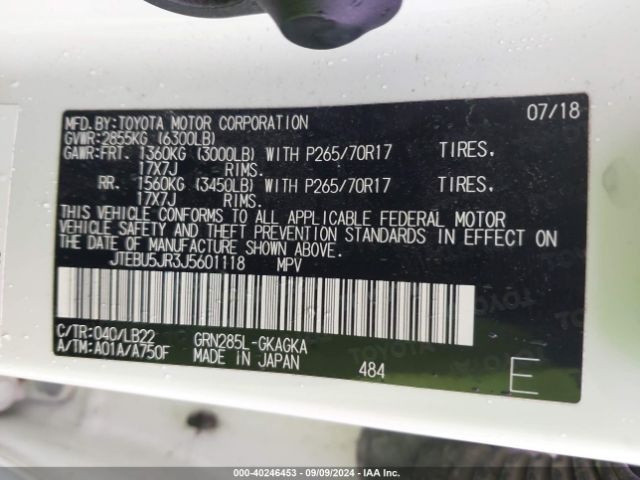 MFD. BY: TOYOTA MOTOR CORPORATION 07/18
GVWR: 2855KG (6300LB)
GAWR: FRT. 1360KG (3000LB) WITH P265/70R17 TIRES.
17X7J RIMS.
RR. 1560KG (3450LB) WITH P265/70R17 TIRES.
17X7J RIMS.
THIS VEHICLE CONFORMS TO ALL APPLICABLE FEDERAL MOTOR
VEHICLE SAFETY AND THEFT PREVENTION STANDARDS IN EFFECT ON
THE DATE OF MANUFACTURE SHOWN ABOVE.
JTEBU5JR3J5601118 MPV
C/TR: 040/LB22 GRN285L-GKAGKA
A/TM: A01A/A750F MADE IN JAPAN
484 E
000-40246453 - 09/09/2024 - IAA Inc.